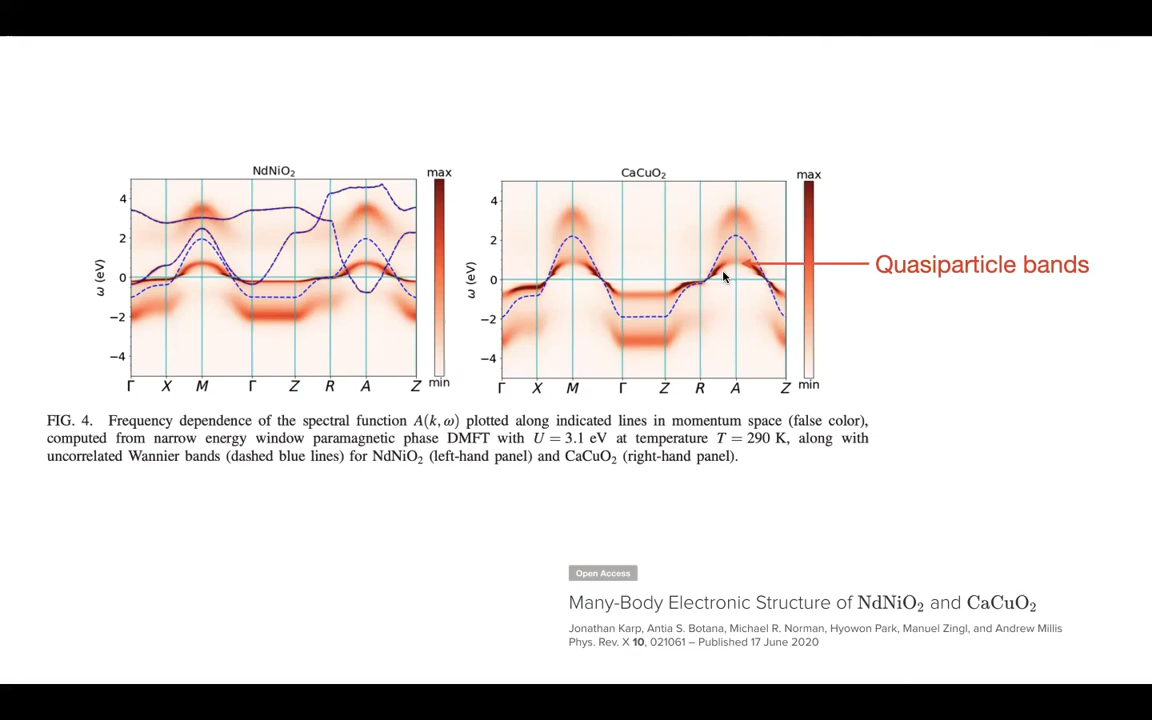 NdNiO₂
max
CaCuO₂
max
4
2
0
−2
−4
ω (eV)
4
2
0
−2
−4
ω (eV)
Quasiparticle bands
Γ X M Γ Z R A Z min
Γ X M Γ Z R A Z min
FIG. 4. Frequency dependence of the spectral function A(k, ω) plotted along indicated lines in momentum space (false color),
computed from narrow energy window paramagnetic phase DMFT with U = 3.1 eV at temperature T = 290 K, along with
uncorrelated Wannier bands (dashed blue lines) for NdNiO₂ (left-hand panel) and CaCuO₂ (right-hand panel).
Open Access
Many-Body Electronic Structure of NdNiO₂ and CaCuO₂
Jonathan Karp, Antia S. Botana, Michael R. Norman, Hyowon Park, Manuel Zingl, and Andrew Millis
Phys. Rev. X 10, 021061 – Published 17 June 2020